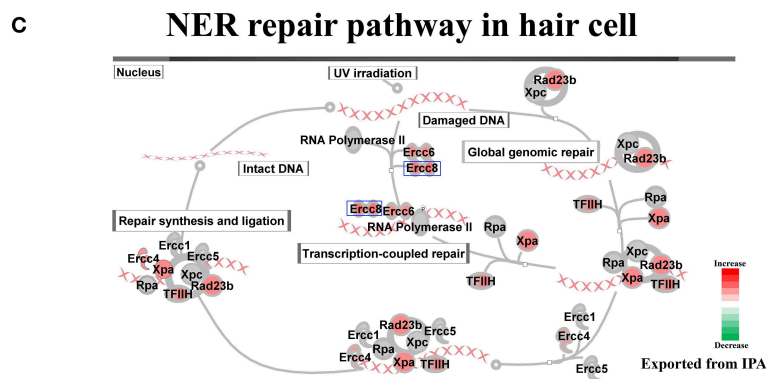 C
NER repair pathway in hair cell
Nucleus
UV irradiation
Rad23b
Xpc
Damaged DNA
RNA Polymerase II
Ercc6
Ercc8
Global genomic repair
Xpc
Rad23b
Intact DNA
TFIIH
Rpa
Xpa
Ercc8
Ercc6
P
RNA Polymerase II
Repair synthesis and ligation
Transcription-coupled repair
Rpa
Xpa
TFIIH
Ercc1
Ercc4
Ercc5
Xpa
Xpc
Rpa
Rad23b
TFIIH
Xpc
Rpa
Rad23b
Xpa
TFIIH
Increase
Decrease
Rad23b
Ercc1
Ercc5
Rpa
Xpc
Ercc4
Xpa
TFIIH
Ercc1
Ercc4
Ercc5
Exported from IPA